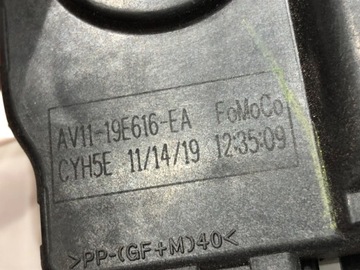 AV11-19E616-EA FoMoCo
CYH5E 11/14/19 12:35:09
>PP-(GF+M)40<